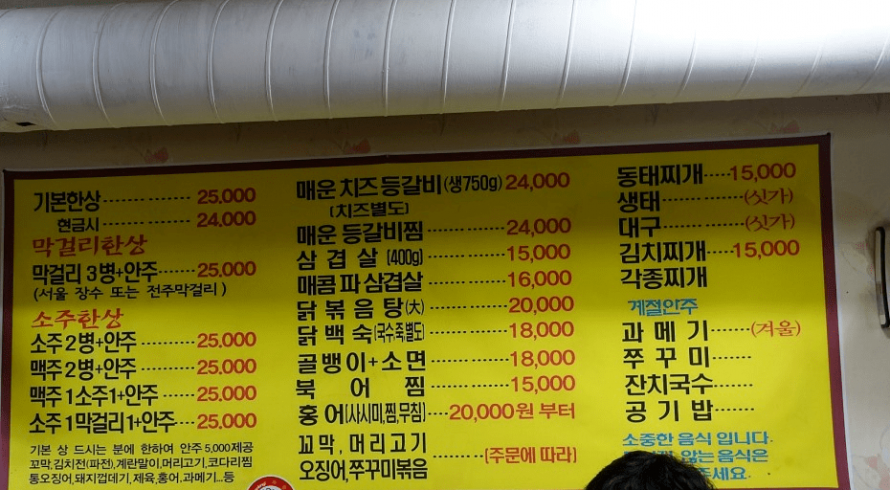 기본한상 25.000
현금시 24.000
막걸리한상
막걸리 3병+안주 25.000
(서울 장수 또는 전주막걸리)
소주한상
소주 2병+안주 25.000
맥주 2병+안주 25.000
맥주 1소주1+안주 25.000
소주 1막걸리1+안주 25.000
기본 상 드시는 분에 한하여 안주 5,000제공
꼬막,김치전(파전),계란말이,머리고기,코다리찜
통오징어,돼지껍데기,제육,홍어,과메기...등
매운 치즈 등갈비(생750g) 24,000
(치즈별도)
매운 등갈비찜 24,000
삼겹살 (400g) 15,000
매콤 파 삼겹살 16,000
닭볶음탕(大) 20,000
닭백숙(국수,죽별도) 18,000
골뱅이+소면 18,000
북어찜 15,000
홍어(사시미,찜,무침) 20,000원 부터
꼬막, 머리고기
오징어,쭈꾸미볶음 (주문에 따라)
동태찌개 15,000
생태 (싯가)
대구 (싯가)
김치찌개 15,000
각종찌개
계절안주
과메기 (겨울)
쭈꾸미
잔치국수
공기밥
소중한 음식 입니다.
않는 음식은
주세요.